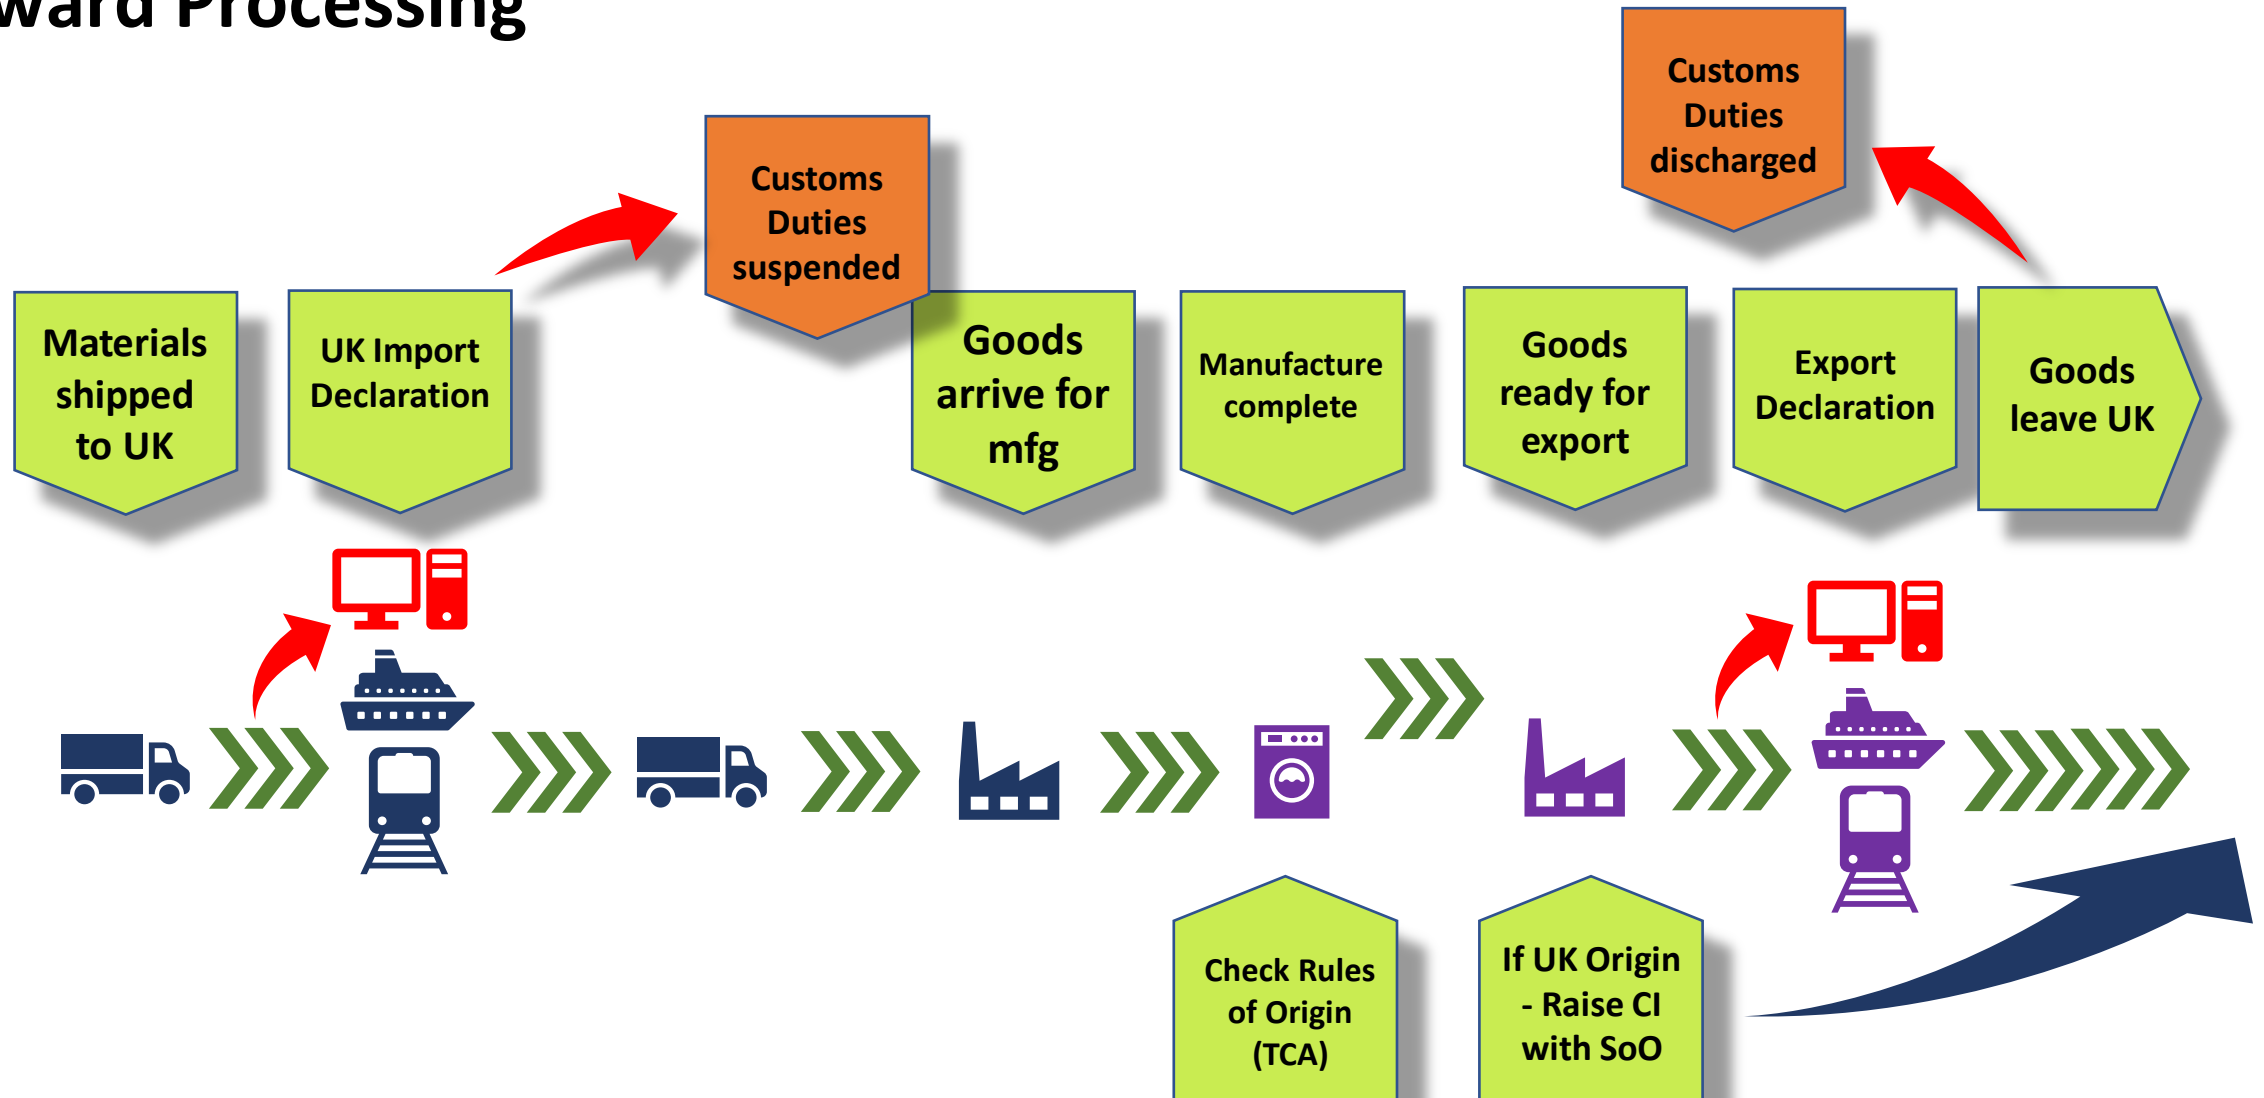 ward Processing
Customs
Duties
discharged
Customs
Duties
suspended
Materials
shipped
to UK
UK Import
Declaration
Goods
arrive for
mfg
Manufacture
complete
Goods
ready for
export
Export
Declaration
Goods
leave UK
Check Rules
of Origin
(TCA)
If UK Origin
- Raise CI
with SoO